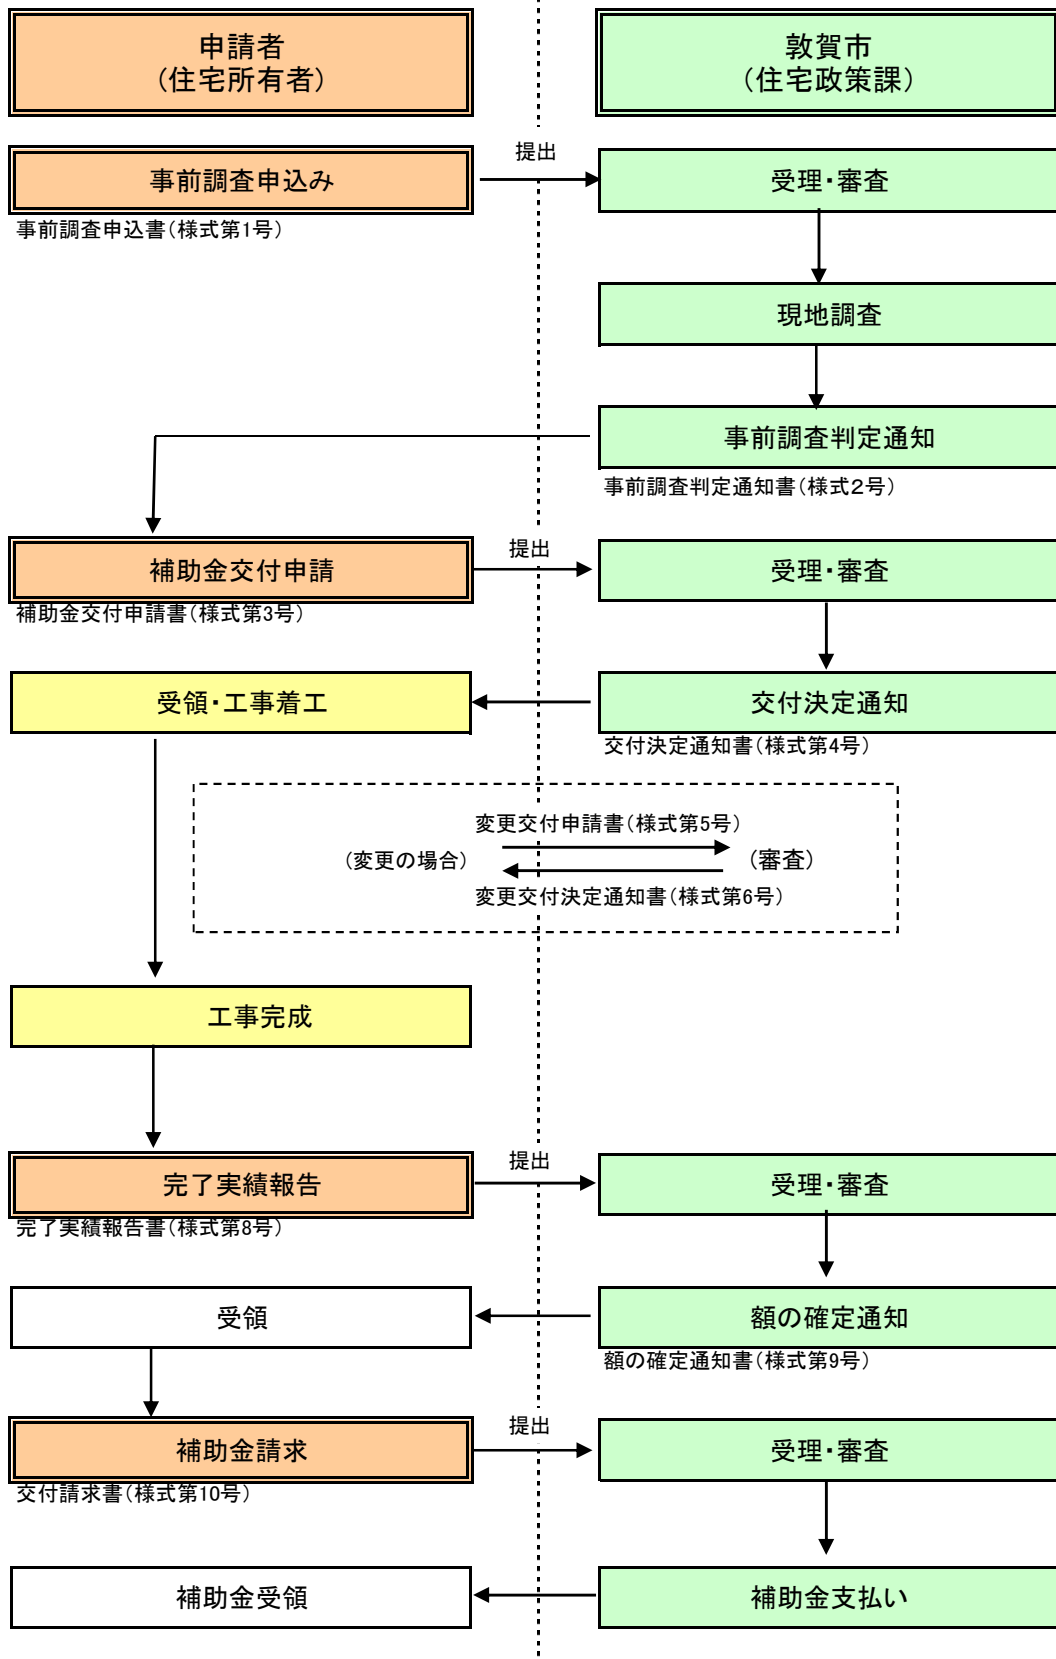 申請者
（住宅所有者）
敦賀市
（住宅政策課）
事前調査申込み
提出
受理・審査
事前調査申込書（様式第1号）
現地調査
事前調査判定通知
事前調査判定通知書（様式２号）
補助金交付申請
提出
受理・審査
補助金交付申請書（様式第3号）
受領・工事着工
交付決定通知
交付決定通知書（様式第4号）
変更交付申請書（様式第5号）
（変更の場合）
（審査）
変更交付決定通知書（様式第6号）
工事完成
完了実績報告
提出
受理・審査
完了実績報告書（様式第8号）
受領
額の確定通知
額の確定通知書（様式第9号）
補助金請求
提出
受理・審査
交付請求書（様式第10号）
補助金受領
補助金支払い